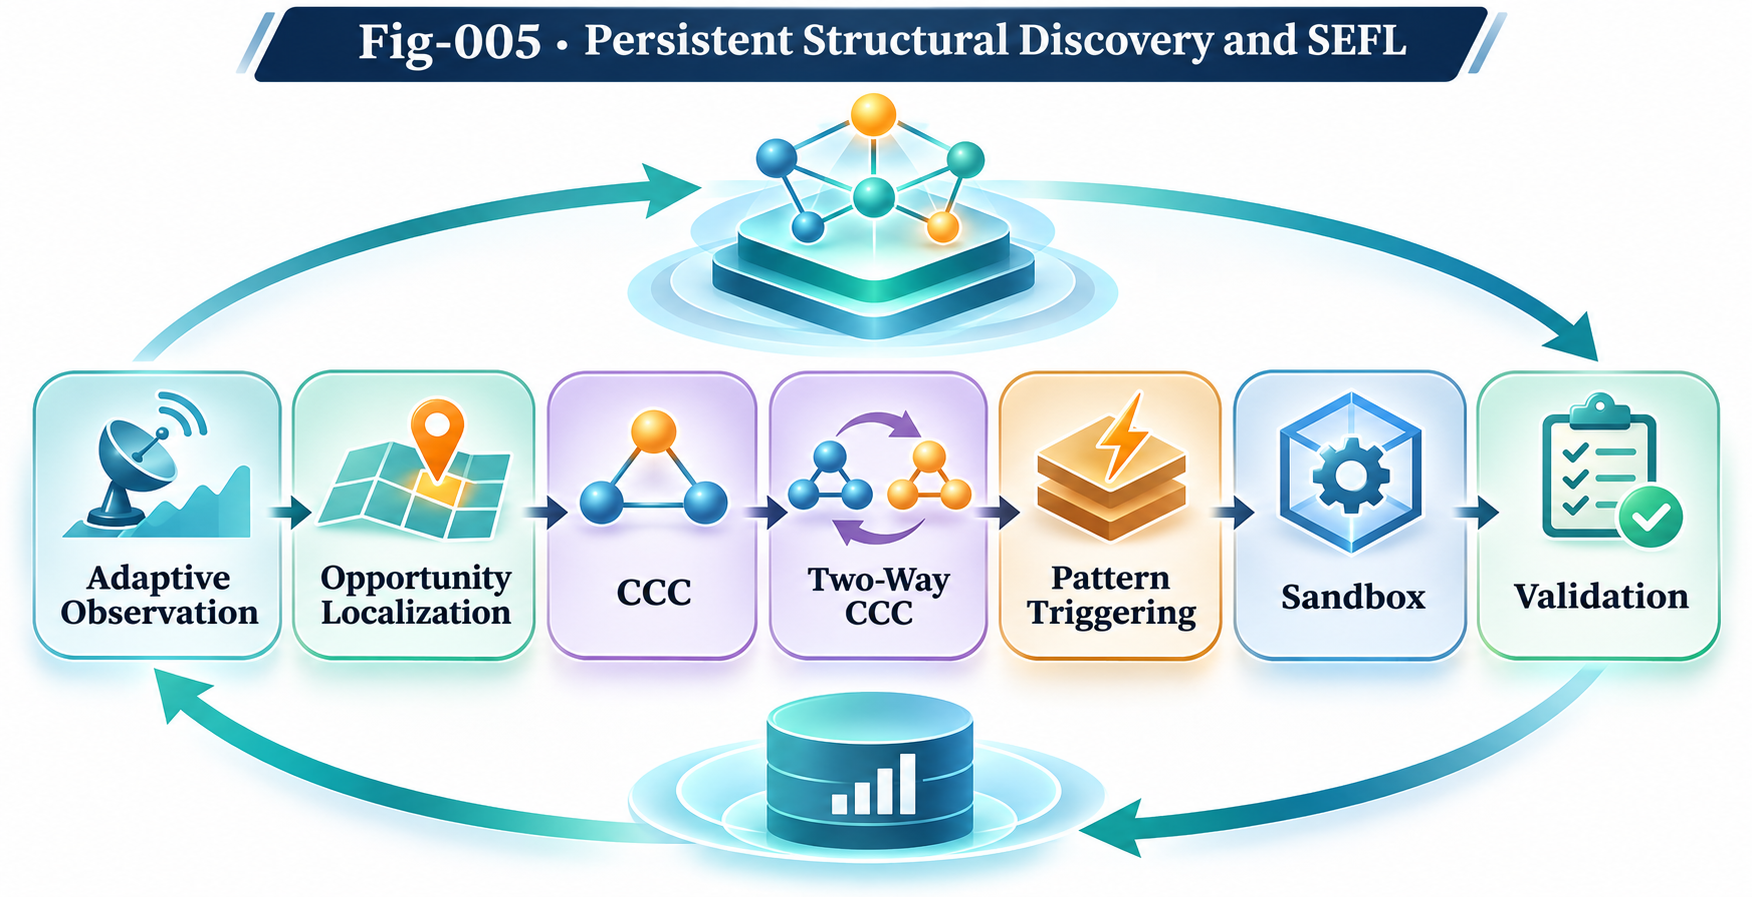 Fig-005 · Persistent Structural Discovery and SEFL
Adaptive
Observation
Opportunity
Localization
CCC
Two-Way
CCC
Pattern
Triggering
Sandbox
Validation